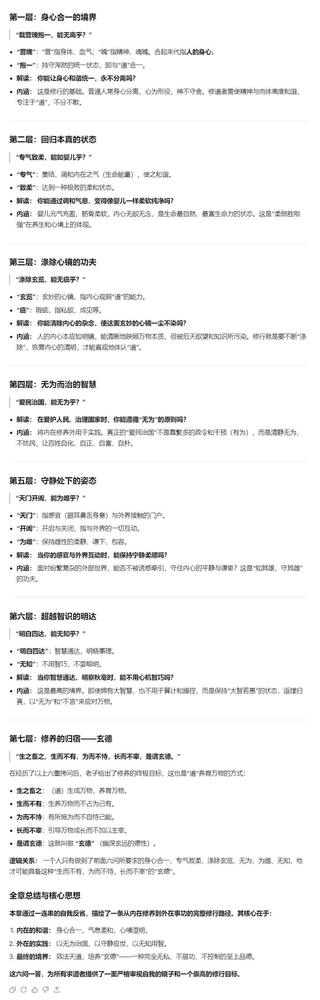 第一层：身心合一的境界
“载营魄抱一，能无离乎？”
• “营魄”：“营”指身体、血气；“魄”指精神、魂魄。合起来代指人的身心。
• “抱一”：持守浑然的统一状态，即与“道”合一。
• 解读： 你能让身心和谐统一，永不分离吗？
• 内涵： 这是修行的基础。普通人常身心分离，心为形役，神不守舍。修道者需使精神与肉体高度和谐，
专注于“道”，不分不散。
第二层：回归本真的状态
“专气致柔，能如婴儿乎？”
• “专气”：集结、调和内在之气（生命能量），使之和谐。
• “致柔”：达到一种极致的柔和状态。
• 解读： 你能通过调和气息，变得像婴儿一样柔软纯净吗？
• 内涵： 婴儿元气充盈，筋骨柔软，内心无欲无念，是生命最自然、最富生命力的状态。这是“柔弱胜刚
强”在养生和心境上的体现。
第三层：涤除心镜的功夫
“涤除玄览，能无疵乎？”
• “玄览”：玄妙的心镜，指内心观照“道”的能力。
• “疵”：瑕疵，指私欲、成见等。
• 解读： 你能清除内心的杂念，使这面玄妙的心镜一尘不染吗？
• 内涵： 人的内心本应如明镜，能清晰地映照万物本质，但被后天欲望和知识所污染。修行就是要不断“涤
除”，恢复内心的清明，才能直观地体认“道”。
第四层：无为而治的智慧
“爱民治国，能无为乎？”
• 解读： 在爱护人民、治理国家时，你能遵循“无为”的原则吗？
• 内涵： 将内在修养外用于实践。真正的“爱民治国”不是靠繁多的政令和干预（有为），而是清静无为，
不扰民，让百姓自化、自正、自富、自朴。
第五层：守静处下的姿态
“天门开阖，能为雌乎？”
• “天门”：指感官（眼耳鼻舌身意）与外界接触的门户。
• “开阖”：开启与关闭，指与外界的一切互动。
• “为雌”：保持雌性的柔静、谦下、包容。
• 解读： 当你的感官与外界互动时，能保持宁静柔顺吗？
• 内涵： 面对纷繁复杂的外部世界，能否不被诱惑牵引，守住内心的平静与谦卑？这是“知其雄，守其雌”
的功夫。
第六层：超越智识的明达
“明白四达，能无知乎？”
• “明白四达”：智慧通达，明晓事理。
• “无知”：不用智巧，不耍聪明。
• 解读： 当你智慧通达、明察秋毫时，能不用心机智巧吗？
• 内涵： 这是最高的境界。即使拥有大智慧，也不用于算计和操控，而是保持“大智若愚”的状态，返璞归
真，以“无为”和“不言”来应对万物。
第七层：修养的归宿——玄德
“生之畜之，生而不有，为而不恃，长而不宰，是谓玄德。”
在经历了以上六重拷问后，老子给出了修养的终极目标，这也是“道”养育万物的方式：
• 生之畜之：（道）生成万物，养育万物。
• 生而不有：生养万物而不占为己有。
• 为而不恃：有所施为而不自恃己能。
• 长而不宰：引导万物成长而不加以主宰。
• 是谓玄德：这就叫做 “玄德” （幽深玄远的德性）。
逻辑关系： 一个人只有做到了前面六问所要求的身心合一、专气致柔、涤除玄览、无为、为雌、无知，他
才可能具备这种“生而不有，为而不恃，长而不宰”的“玄德”。
全章总结与核心思想
本章通过一连串的自我反省，描绘了一条从内在修养到外在事功的完整修行路径。其核心在于：
1. 内在的和谐： 身心合一，气息柔和，心境澄明。
2. 外在的实践： 以无为治国，以守静应世，以无知用智。
3. 最终的境界： 效法天道，培养“玄德”——一种完全无私、不居功、不控制的至上品德。
这六问一答，为所有求道者提供了一面严格审视自我的镜子和一个崇高的修行目标。